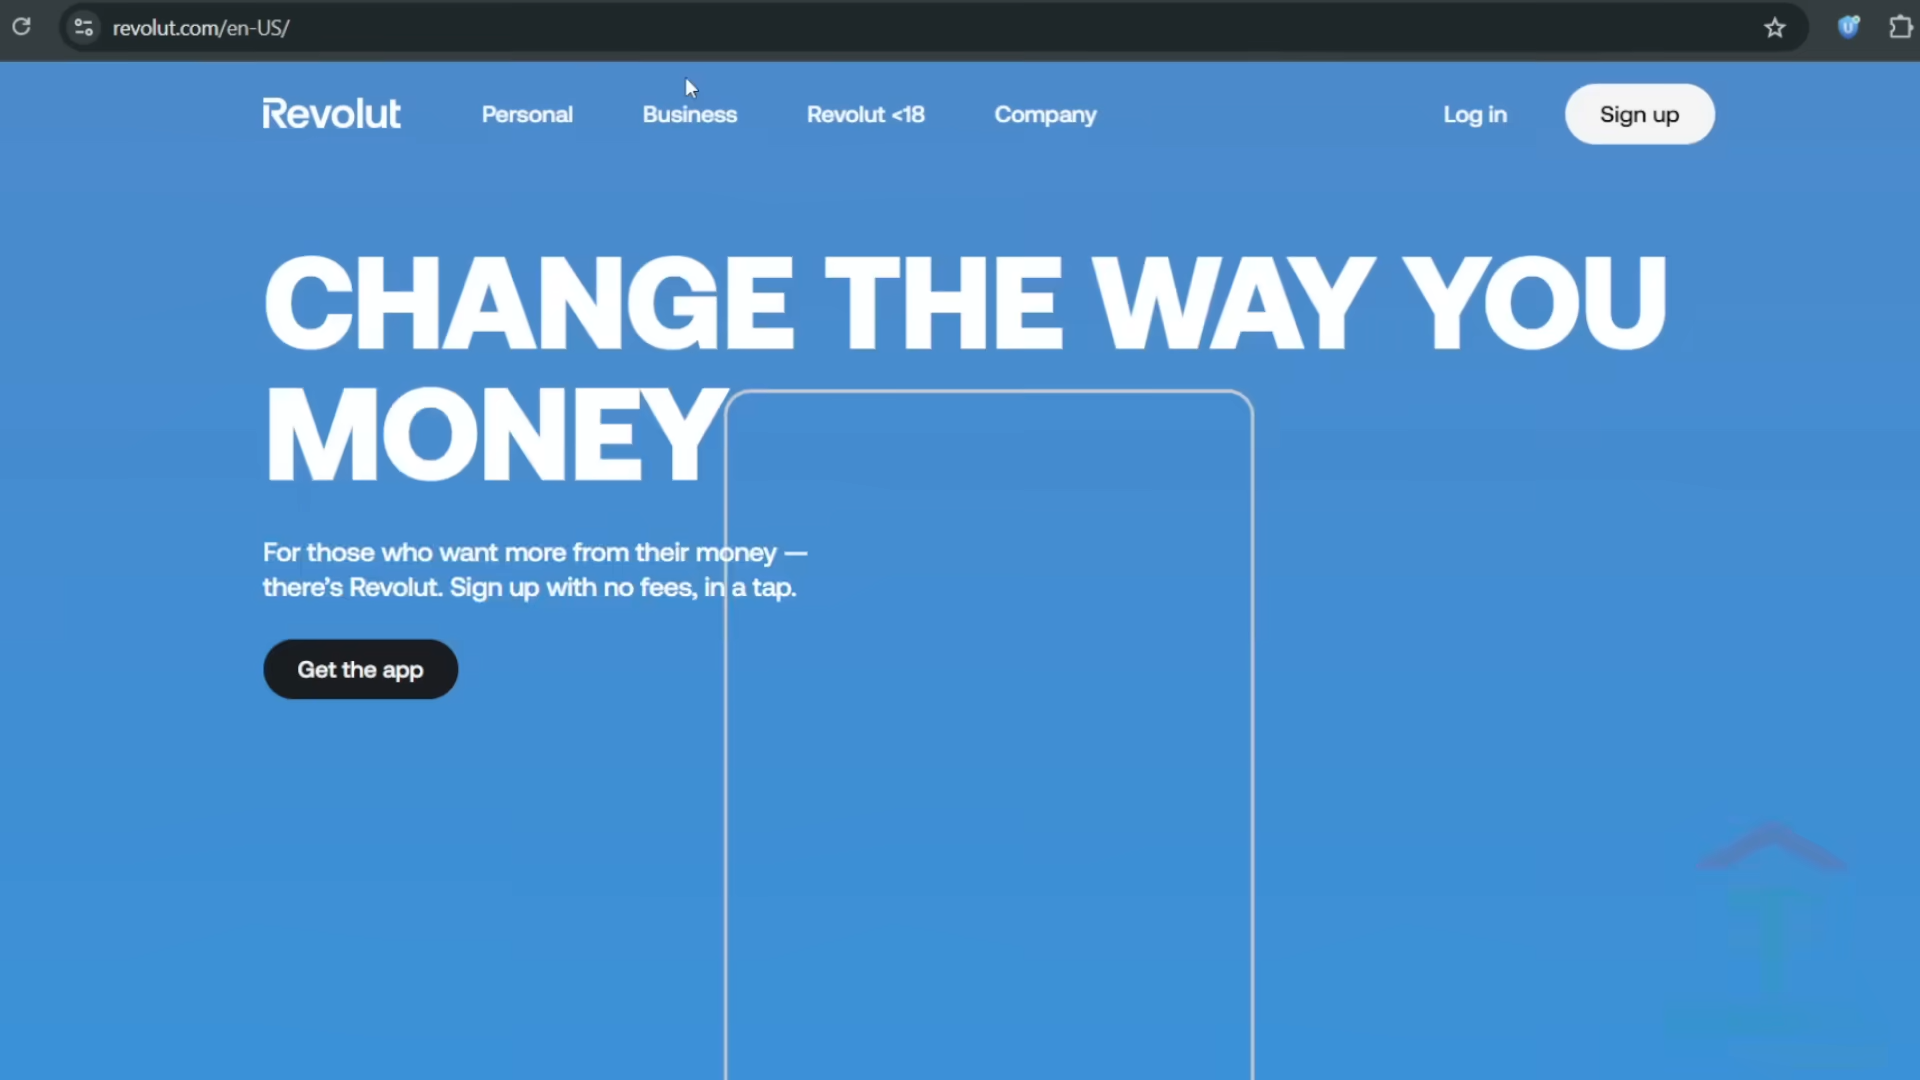 revolut.com/en-US/
Revolut
Personal
Business
Revolut <18
Company
Log in
Sign up
CHANGE THE WAY YOU
MONEY
For those who want more from their money —
there's Revolut. Sign up with no fees, in a tap.
Get the app